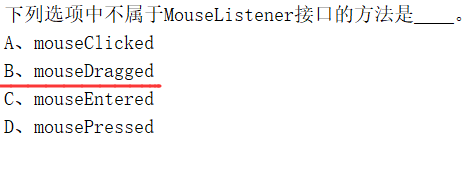 下列选项中不属于MouseListener接口的方法是____。
A、mouseClicked
B、mouseDragged
C、mouseEntered
D、mousePressed